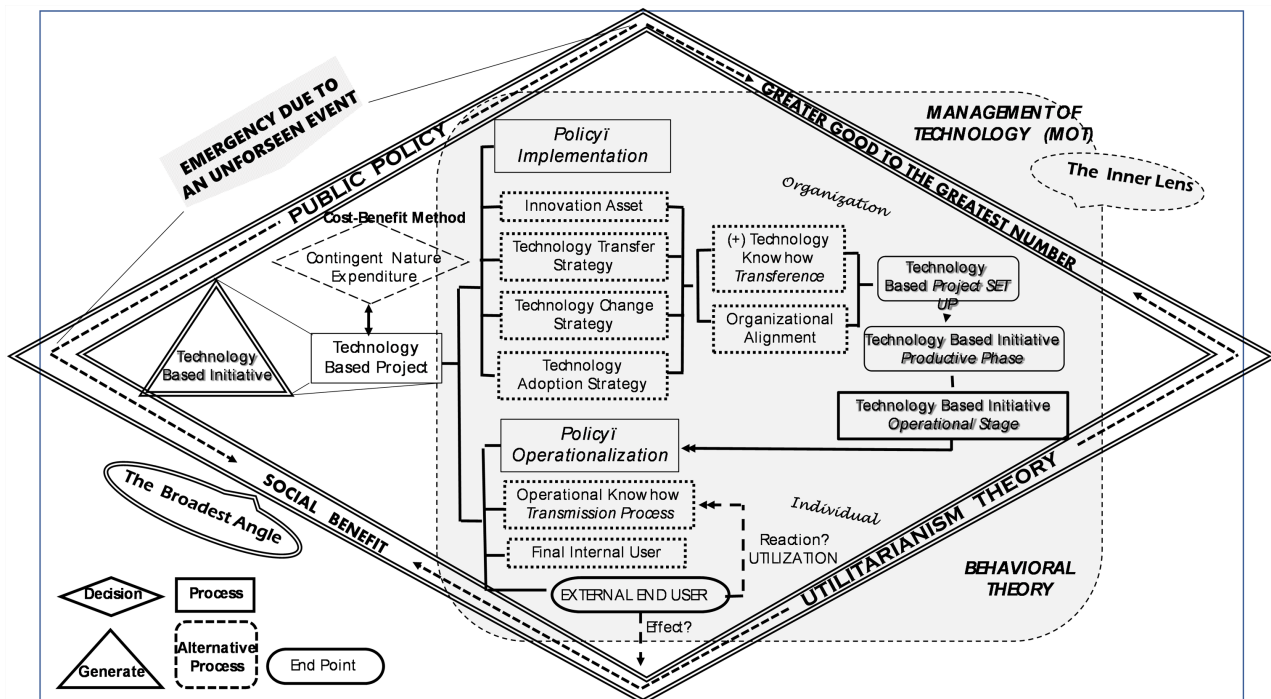 EMERGENCY DUE TO
AN UNFORSEEN EVENT
PUBLIC POLICY
GREATER GOOD TO THE GREATEST NUMBER
MANAGEMENT OF
TECHNOLOGY (MOT)
The Inner Lens
Policyï
Implementation
Organization
Cost-Benefit Method
Contingent Nature
Expenditure
Innovation Asset
Technology Transfer
Strategy
Technology Change
Strategy
Technology
Adoption Strategy
(+) Technology
Know how
Transference
Organizational
Alignment
Technology
Based Project SET
UP
Technology Based Initiative
Productive Phase
Technology Based Initiative
Operational Stage
Technology
Based Initiative
Technology
Based Project
Policyï
Operationalization
Operational Know how
Transmission Process
Final Internal User
EXTERNAL END USER
Individual
Reaction?
UTILIZATION
Effect?
The Broadest Angle
SOCIAL BENEFIT
UTILITARIANISM THEORY
BEHAVIORAL
THEORY
Decision
Process
Generate
Alternative
Process
End Point